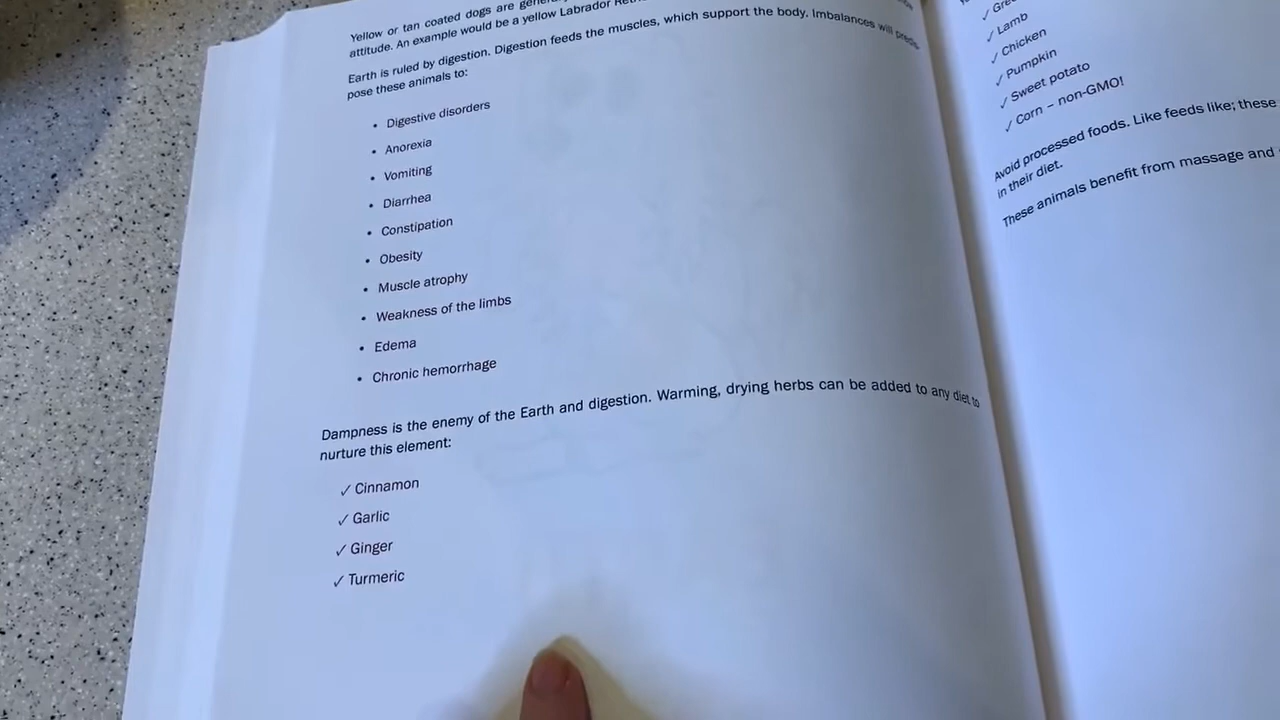 Yellow or tan coated dogs are
attitude. An example would be a yellow Labrador
Earth is ruled by digestion. Digestion feeds the muscles, which support the body. Imbalances will predis-
pose these animals to:
• Digestive disorders
• Anorexia
• Vomiting
• Diarrhea
• Constipation
• Obesity
• Muscle atrophy
• Weakness of the limbs
• Edema
• Chronic hemorrhage
Dampness is the enemy of the Earth and digestion. Warming, drying herbs can be added to any diet to
nurture this element:
✓ Cinnamon
✓ Garlic
✓ Ginger
✓ Turmeric
✓ Lamb
✓ Chicken
✓ Pumpkin
✓ Sweet potato
✓ Corn – non-GMO!
Avoid processed foods. Like feeds like; these
in their diet.
These animals benefit from massage and